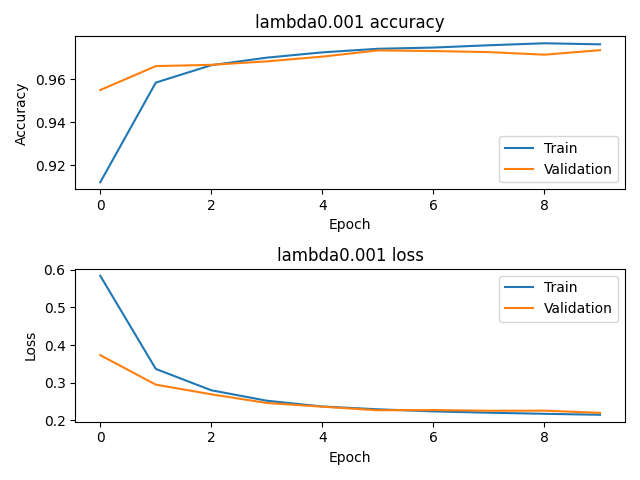 lambda0.001 accuracy
Accuracy
0.96
0.94
0.92
Train
Validation
0 2 4 6 8
Epoch
lambda0.001 loss
Loss
0.6
0.5
0.4
0.3
0.2
Train
Validation
0 2 4 6 8
Epoch